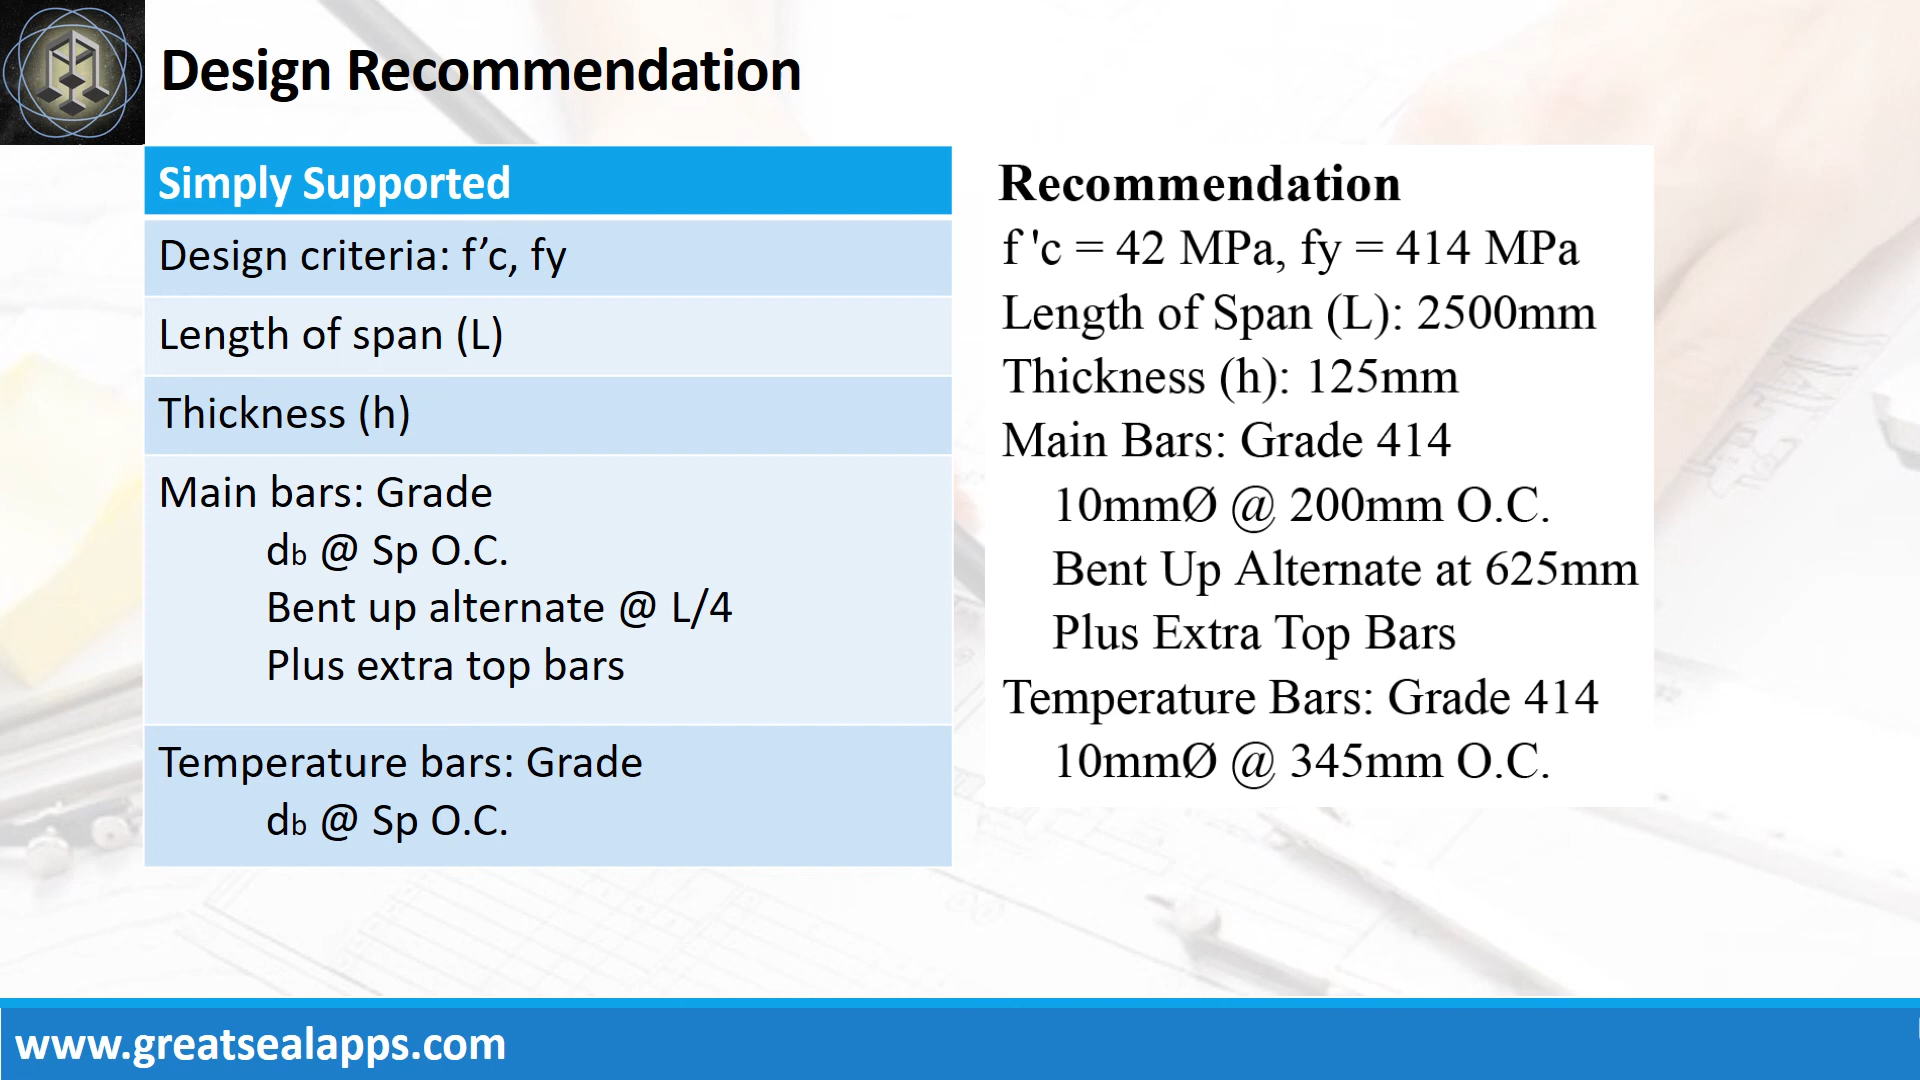 Design Recommendation
Simply Supported
Design criteria: f’c, fy
Length of span (L)
Thickness (h)
Main bars: Grade
db @ Sp O.C.
Bent up alternate @ L/4
Plus extra top bars
Temperature bars: Grade
db @ Sp O.C.
Recommendation
f 'c = 42 MPa, fy = 414 MPa
Length of Span (L): 2500mm
Thickness (h): 125mm
Main Bars: Grade 414
10mmØ @ 200mm O.C.
Bent Up Alternate at 625mm
Plus Extra Top Bars
Temperature Bars: Grade 414
10mmØ @ 345mm O.C.
www.greatsealapps.com